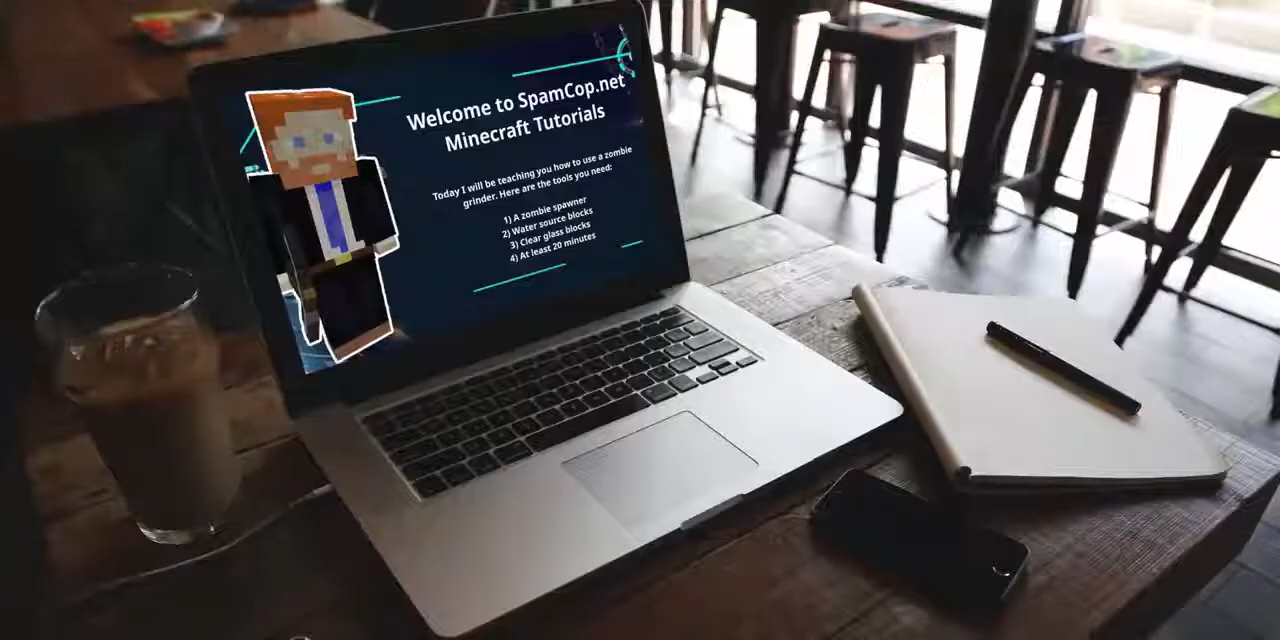 Welcome to SpamCop.net
Minecraft Tutorials
Today I will be teaching you how to use a zombie
grinder. Here are the tools you need:
1) A zombie spawner
2) Water source blocks
3) Clear glass blocks
4) At least 20 minutes